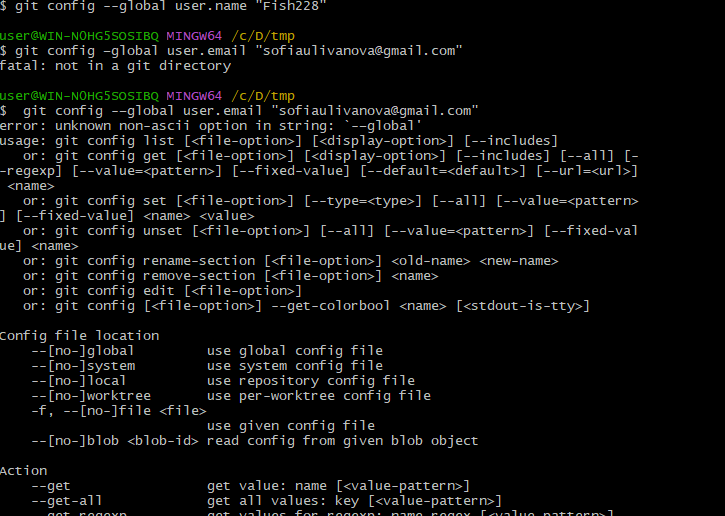 $ git config --global user.name "Fish228"
user@WIN-N0HG5SOSIBQ MINGW64 /c/D/tmp
$ git config –global user.email "sofiaulivanova@gmail.com"
fatal: not in a git directory
user@WIN-N0HG5SOSIBQ MINGW64 /c/D/tmp
$  git config --global user.email "sofiaulivanova@gmail.com"
error: unknown non-ascii option in string: `--global'
usage: git config list [<file-option>] [<display-option>] [--includes]
   or: git config get [<file-option>] [<display-option>] [--includes] [--all] [-
-regexp] [--value=<pattern>] [--fixed-value] [--default=<default>] [--url=<url>]
 <name>
   or: git config set [<file-option>] [--type=<type>] [--all] [--value=<pattern>
] [--fixed-value] <name> <value>
   or: git config unset [<file-option>] [--all] [--value=<pattern>] [--fixed-val
ue] <name>
   or: git config rename-section [<file-option>] <old-name> <new-name>
   or: git config remove-section [<file-option>] <name>
   or: git config edit [<file-option>]
   or: git config [<file-option>] --get-colorbool <name> [<stdout-is-tty>]
Config file location
    --[no-]global         use global config file
    --[no-]system         use system config file
    --[no-]local          use repository config file
    --[no-]worktree       use per-worktree config file
    -f, --[no-]file <file>
                          use given config file
    --[no-]blob <blob-id> read config from given blob object
Action
    --get                 get value: name [<value-pattern>]
    --get-all             get all values: key [<value-pattern>]
    --get-regexp          get values for regexp: name-regex [<value-pattern>]